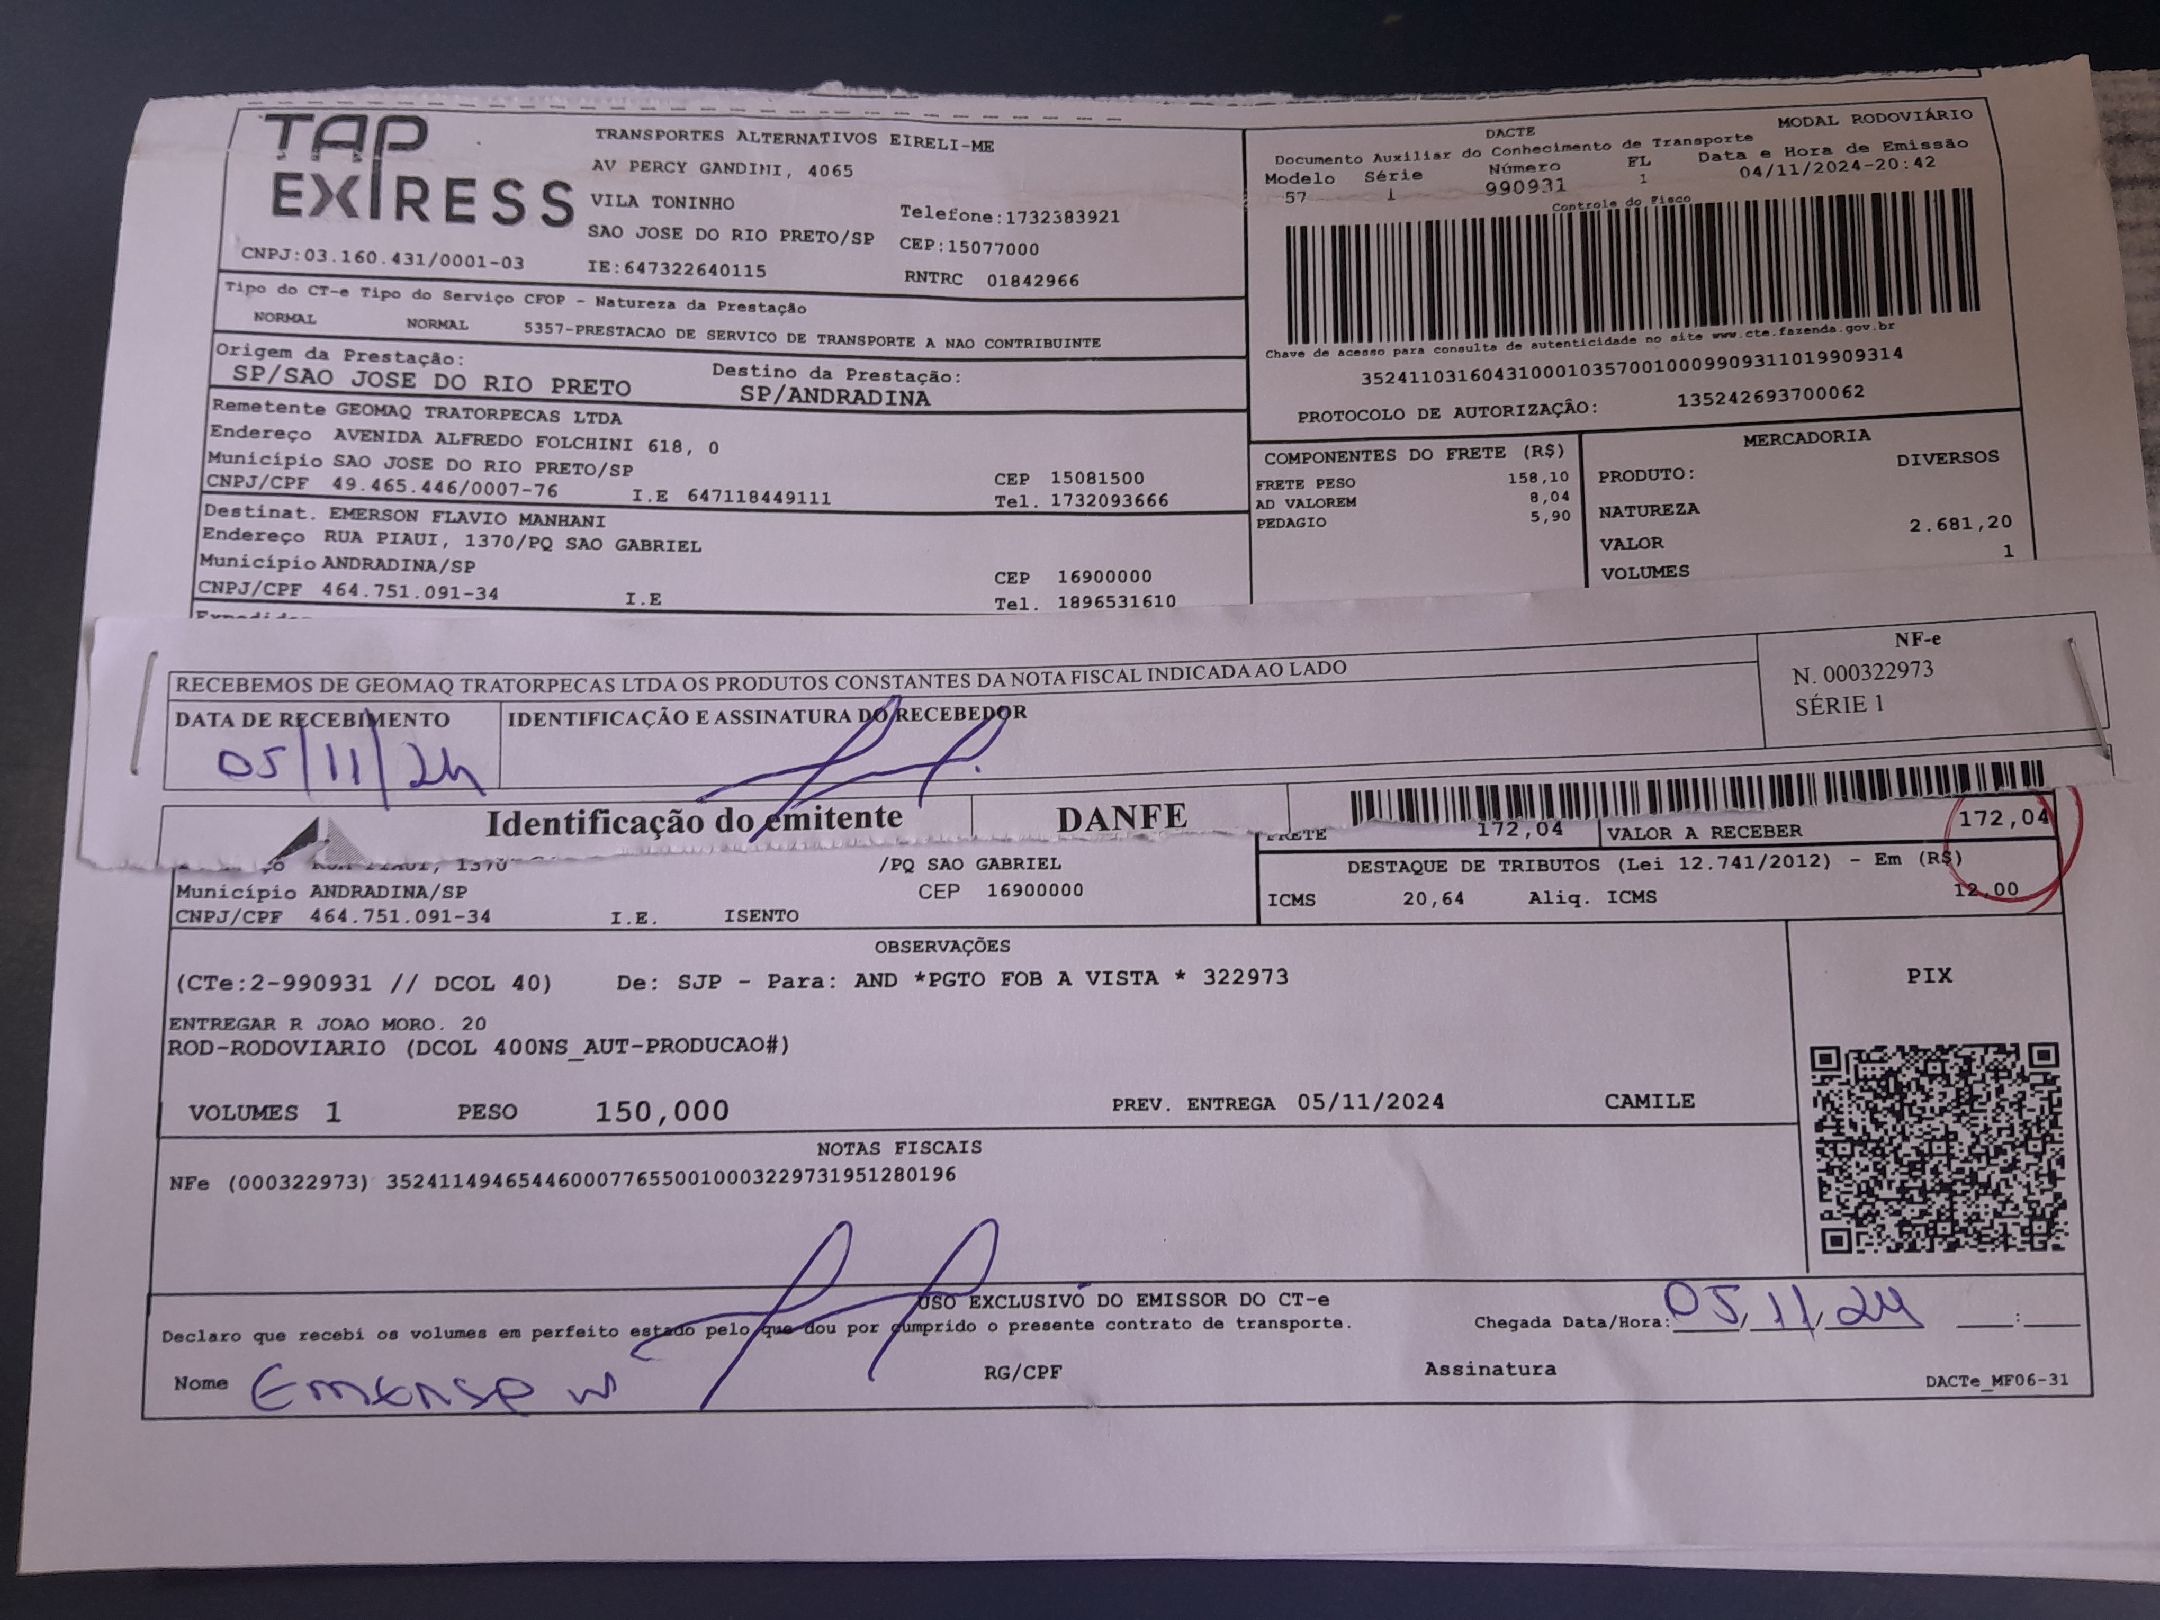 TAP
EXPRESS
TRANSPORTES ALTERNATIVOS EIRELI-ME
AV PERCY GANDINI, 4065
VILA TONINHO
SAO JOSE DO RIO PRETO/SP
Telefone:1732383921
CEP:15077000
CNPJ:03.160.431/0001-03
IE:647322640115
RNTRC 01842966
DACTE
MODAL RODOVIÁRIO
Documento Auxiliar do Conhecimento de Transporte
Modelo Série Número FL Data e Hora de Emissão
57 1 990931 1 04/11/2024-20:42
Controle do Fisco
Chave de acesso para consulta de autenticidade no site www.cte.fazenda.gov.br
35241103160431000103570010009909311019909314
PROTOCOLO DE AUTORIZAÇÃO: 135242693700062
Tipo do CT-e Tipo do Serviço CFOP - Natureza da Prestação
NORMAL NORMAL 5357-PRESTACAO DE SERVICO DE TRANSPORTE A NAO CONTRIBUINTE
Origem da Prestação: Destino da Prestação:
SP/SAO JOSE DO RIO PRETO SP/ANDRADINA
Remetente GEOMAQ TRATORPECAS LTDA
Endereço AVENIDA ALFREDO FOLCHINI 618, 0
Município SAO JOSE DO RIO PRETO/SP CEP 15081500
CNPJ/CPF 49.465.446/0007-76 I.E 647118449111 Tel. 1732093666
Destinat. EMERSON FLAVIO MANHANI
Endereço RUA PIAUI, 1370/PQ SAO GABRIEL
Município ANDRADINA/SP CEP 16900000
CNPJ/CPF 464.751.091-34 I.E Tel. 1896531610
COMPONENTES DO FRETE (R$)
FRETE PESO 158,10
AD VALOREM 8,04
PEDAGIO 5,90
MERCADORIA
PRODUTO: DIVERSOS
NATUREZA
VALOR 2.681,20
VOLUMES 1
RECEBEMOS DE GEOMAQ TRATORPECAS LTDA OS PRODUTOS CONSTANTES DA NOTA FISCAL INDICADA AO LADO
DATA DE RECEBIMENTO IDENTIFICAÇÃO E ASSINATURA DO RECEBEDOR
05/11/24
NF-e
N. 000322973
SÉRIE 1
Identificação do emitente DANFE
FRETE 172,04 VALOR A RECEBER 172,04
RUA PIAUI, 1370 /PQ SAO GABRIEL
Município ANDRADINA/SP CEP 16900000
CNPJ/CPF 464.751.091-34 I.E. ISENTO
DESTAQUE DE TRIBUTOS (Lei 12.741/2012) - Em (R$)
ICMS 20,64 Aliq. ICMS 12,00
OBSERVAÇÕES
(CTe:2-990931 // DCOL 40) De: SJP - Para: AND *PGTO FOB A VISTA * 322973
ENTREGAR R JOAO MORO. 20
ROD-RODOVIARIO (DCOL 400NS_AUT-PRODUCAO#)
VOLUMES 1 PESO 150,000 PREV. ENTREGA 05/11/2024 CAMILE
PIX
NOTAS FISCAIS
NFe (000322973) 35241149465446000776550010003229731951280196
USO EXCLUSIVO DO EMISSOR DO CT-e
Declaro que recebi os volumes em perfeito estado pelo que dou por cumprido o presente contrato de transporte.
Chegada Data/Hora: 05/11/24 :
Nome RG/CPF Assinatura
DACTe_MF06-31